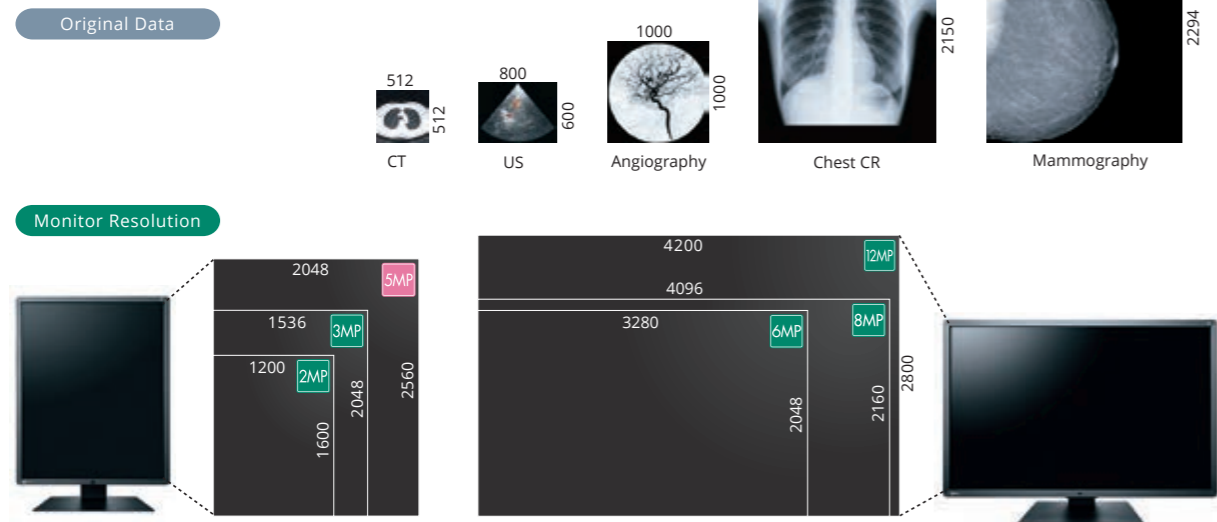 Original Data
512
512
CT
800
600
US
1000
1000
Angiography
2150
Chest CR
2294
Mammography
Monitor Resolution
2048
5MP
2560
1536
3MP
2048
1200
2MP
1600
4200
12MP
2800
4096
8MP
2160
3280
6MP
2048